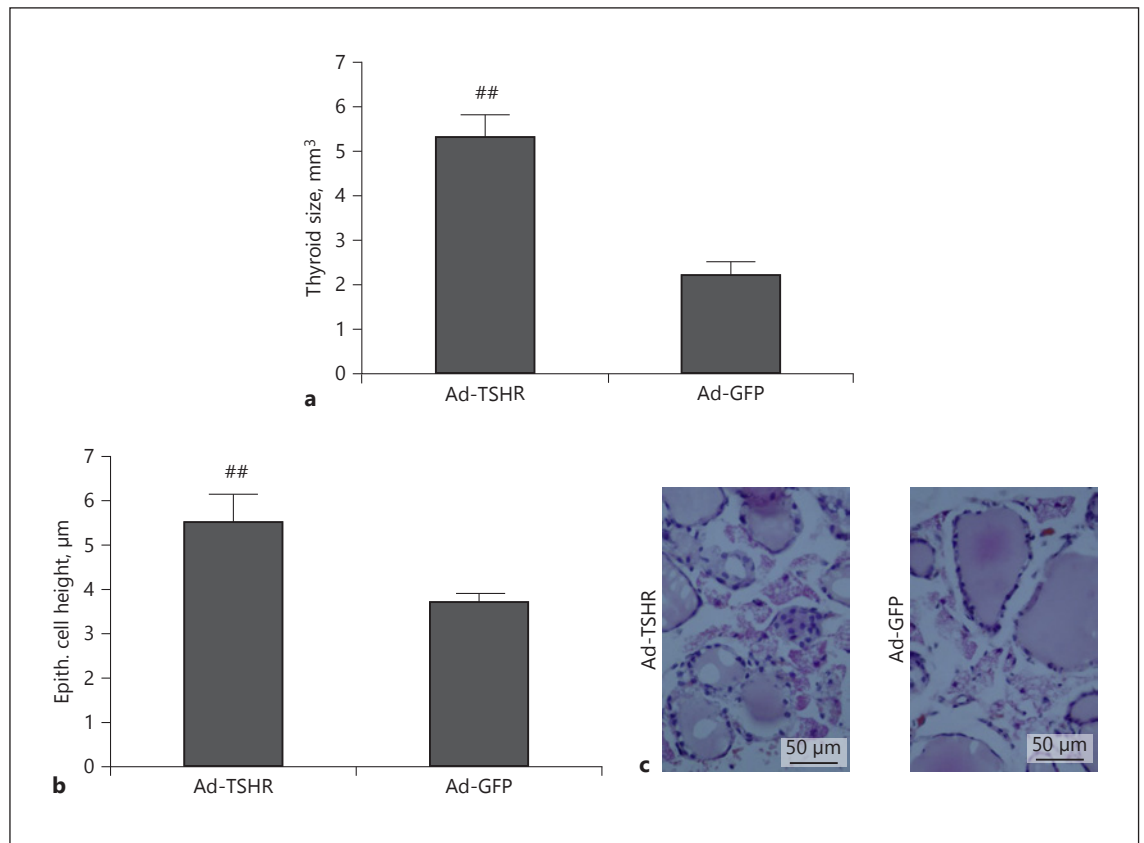 7
6
5
4
3
2
1
0
Thyroid size, mm³
##
Ad-TSHR
Ad-GFP
a
7
6
5
4
3
2
1
0
Epith. cell height, µm
##
Ad-TSHR
Ad-GFP
b
Ad-TSHR
50 µm
Ad-GFP
50 µm
c